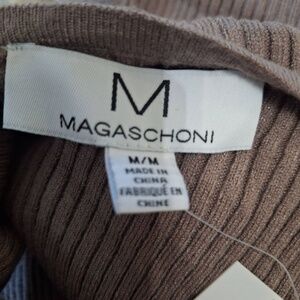 M
MAGASCHONI
M/M
MADE IN
CHINA
FABRIQUÉ EN
CHINE